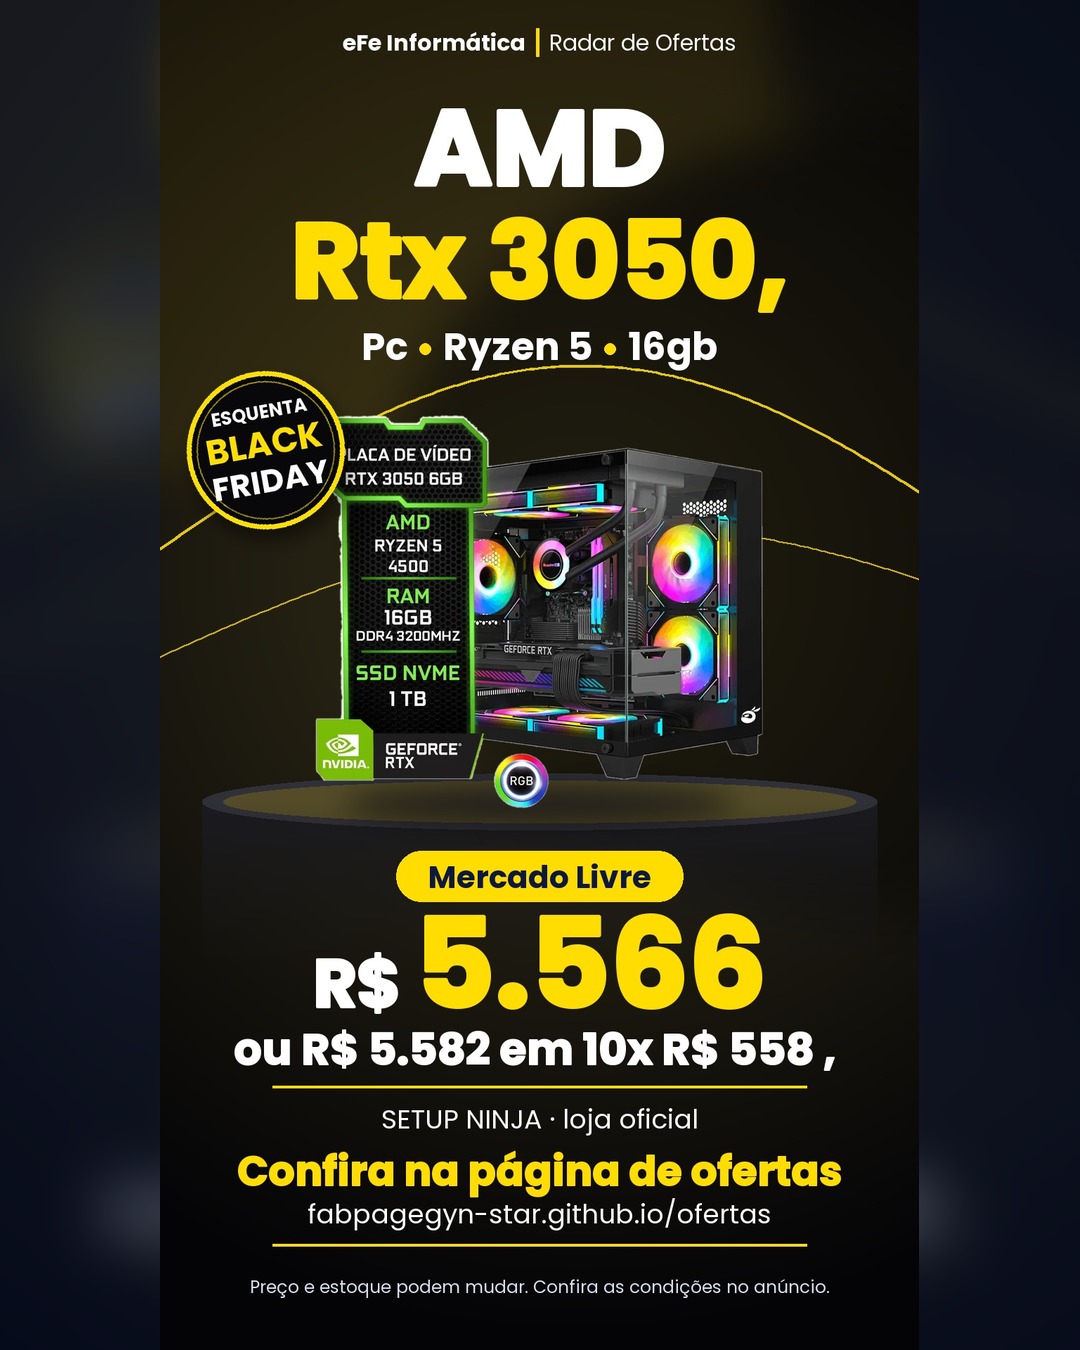 eFe Informática | Radar de Ofertas
AMD
Rtx 3050,
Pc • Ryzen 5 • 16gb
ESQUENTA
BLACK
FRIDAY
LACA DE VÍDEO
RTX 3050 6GB
AMD
RYZEN 5
4500
RAM
16GB
DDR4 3200MHZ
SSD NVME
1 TB
NVIDIA.
GEFORCE®
RTX
GEFORCE RTX
RGB
Mercado Livre
R$ 5.566
ou R$ 5.582 em 10x R$ 558 ,
SETUP NINJA · loja oficial
Confira na página de ofertas
fabpagegyn-star.github.io/ofertas
Preço e estoque podem mudar. Confira as condições no anúncio.